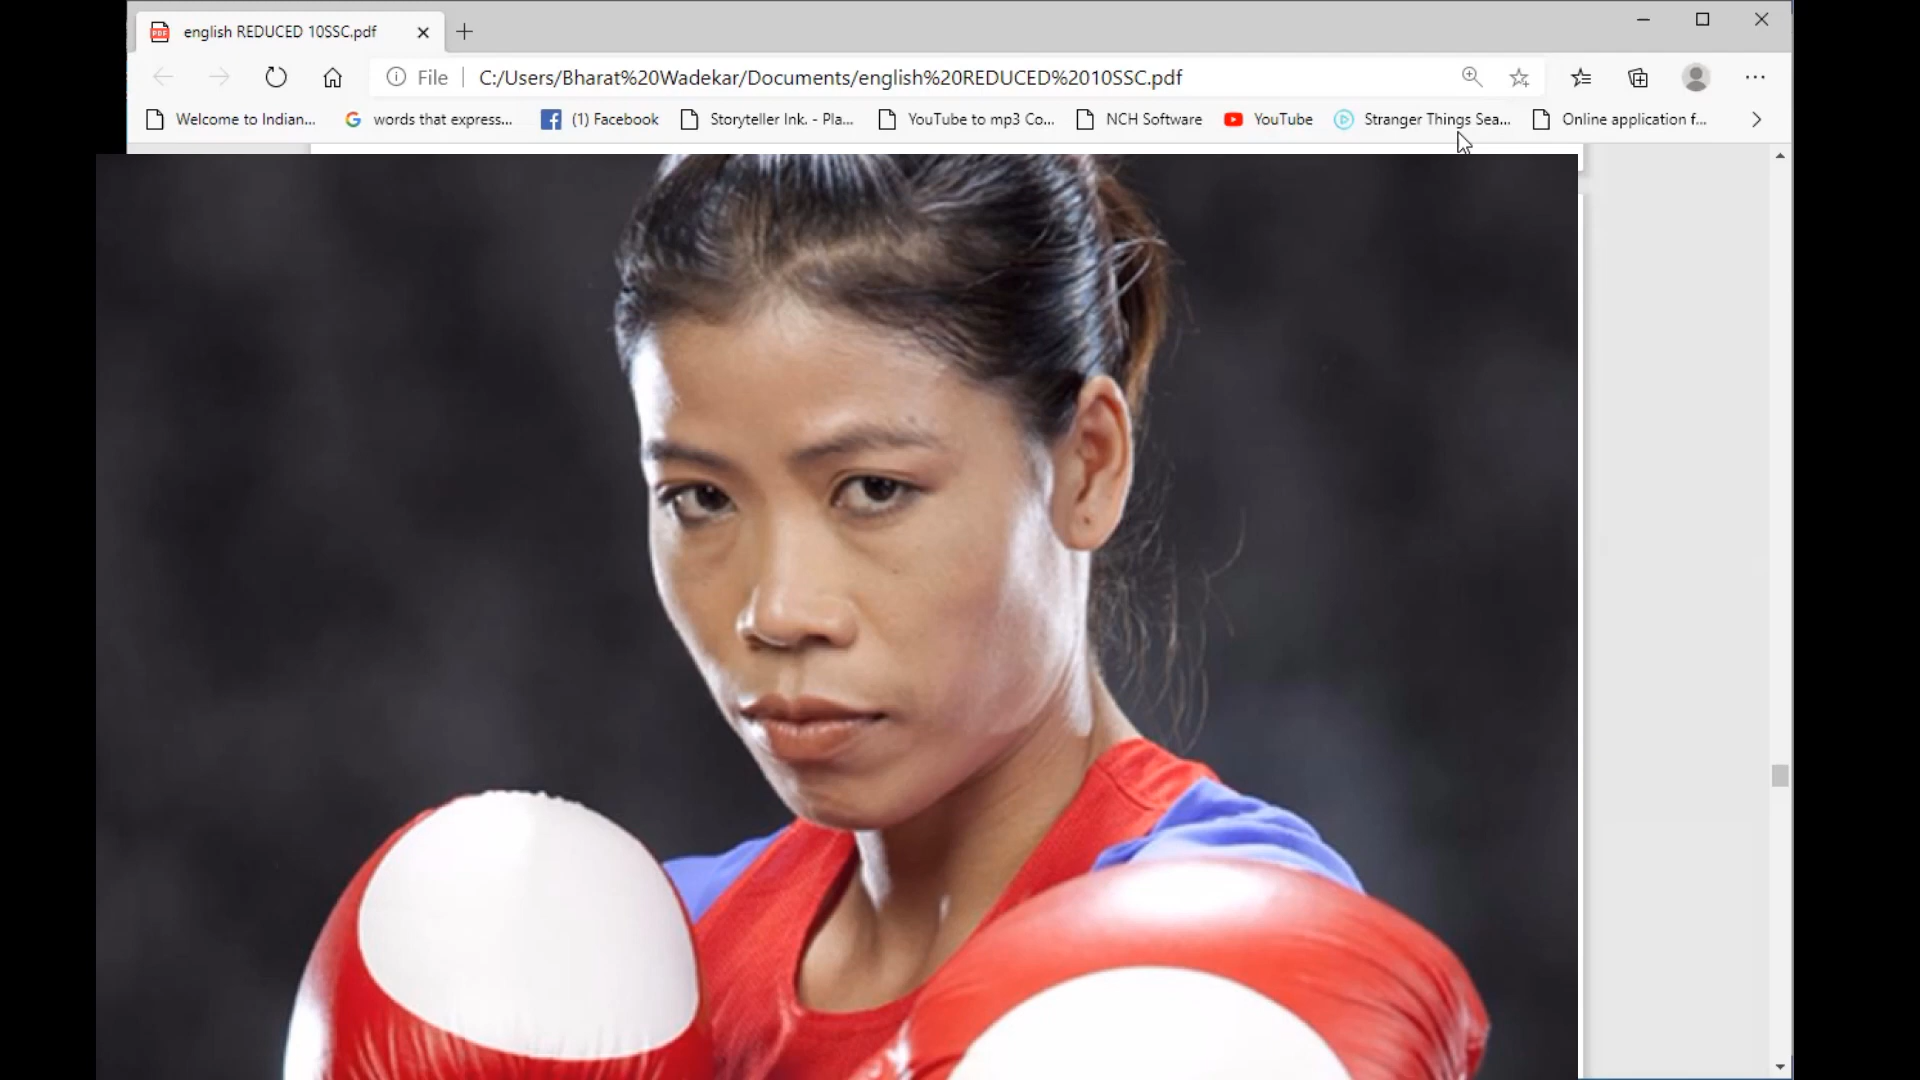 english REDUCED 10SSC.pdf
File C:/Users/Bharat%20Wadekar/Documents/english%20REDUCED%2010SSC.pdf
Welcome to Indian... words that express... (1) Facebook Storyteller Ink. - Pla... YouTube to mp3 Co... NCH Software YouTube Stranger Things Sea... Online application f...